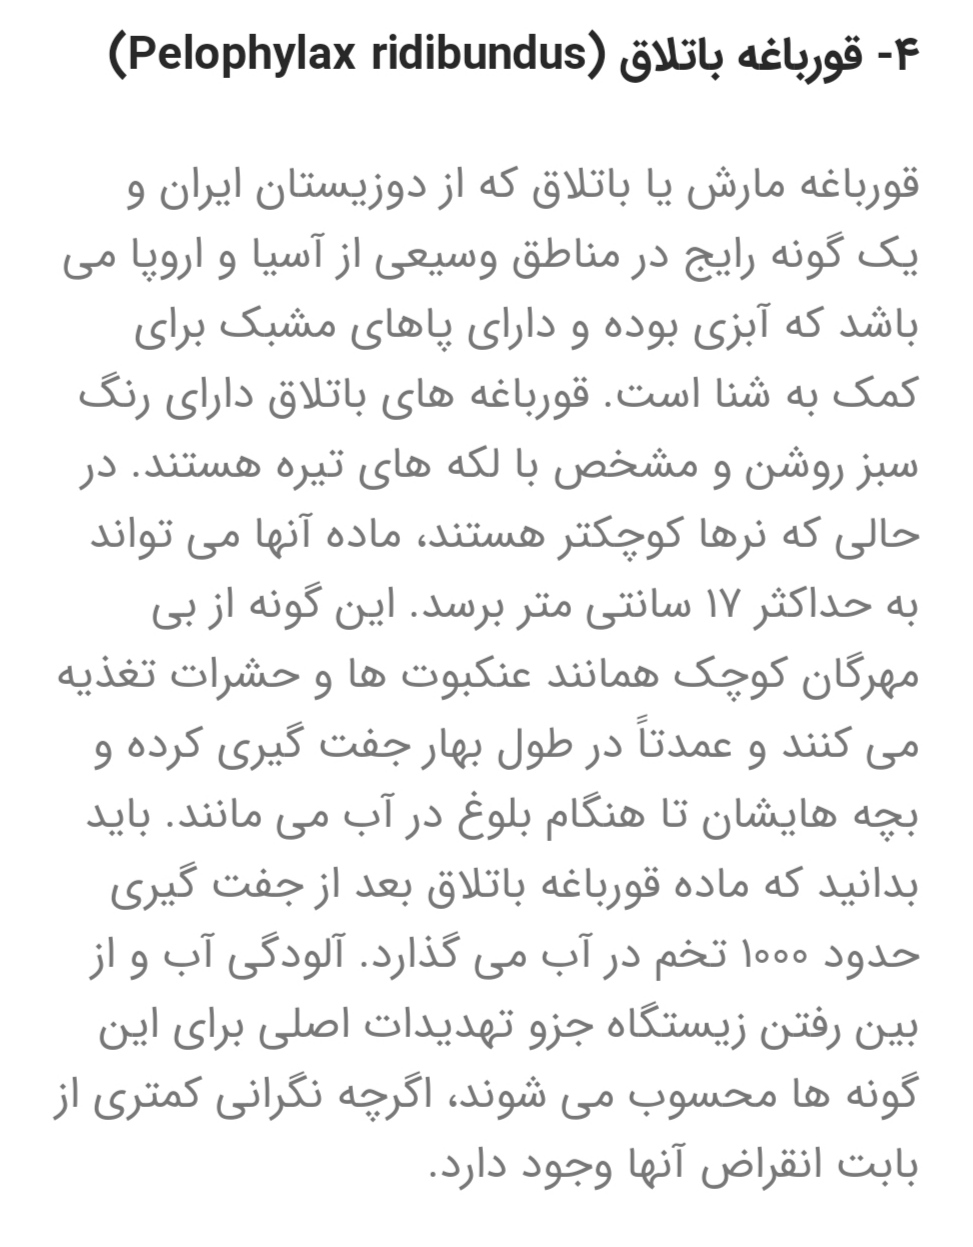 ۴- قورباغه باتلاق (Pelophylax ridibundus)
قورباغه مارش یا باتلاق که از دوزیستان ایران و
یک گونه رایج در مناطق وسیعی از آسیا و اروپا می
باشد که آبزی بوده و دارای پاهای مشبک برای
کمک به شنا است. قورباغه های باتلاق دارای رنگ
سبز روشن و مشخص با لکه های تیره هستند. در
حالی که نرها کوچکتر هستند، ماده آنها می تواند
به حداکثر ۱۷ سانتی متر برسد. این گونه از بی
مهرگان کوچک همانند عنکبوت ها و حشرات تغذیه
می کنند و عمدتاً در طول بهار جفت گیری کرده و
بچه هایشان تا هنگام بلوغ در آب می مانند. باید
بدانید که ماده قورباغه باتلاق بعد از جفت گیری
حدود ۱۰۰۰ تخم در آب می گذارد. آلودگی آب و از
بین رفتن زیستگاه جزو تهدیدات اصلی برای این
گونه ها محسوب می شوند، اگرچه نگرانی کمتری از
بابت انقراض آنها وجود دارد.